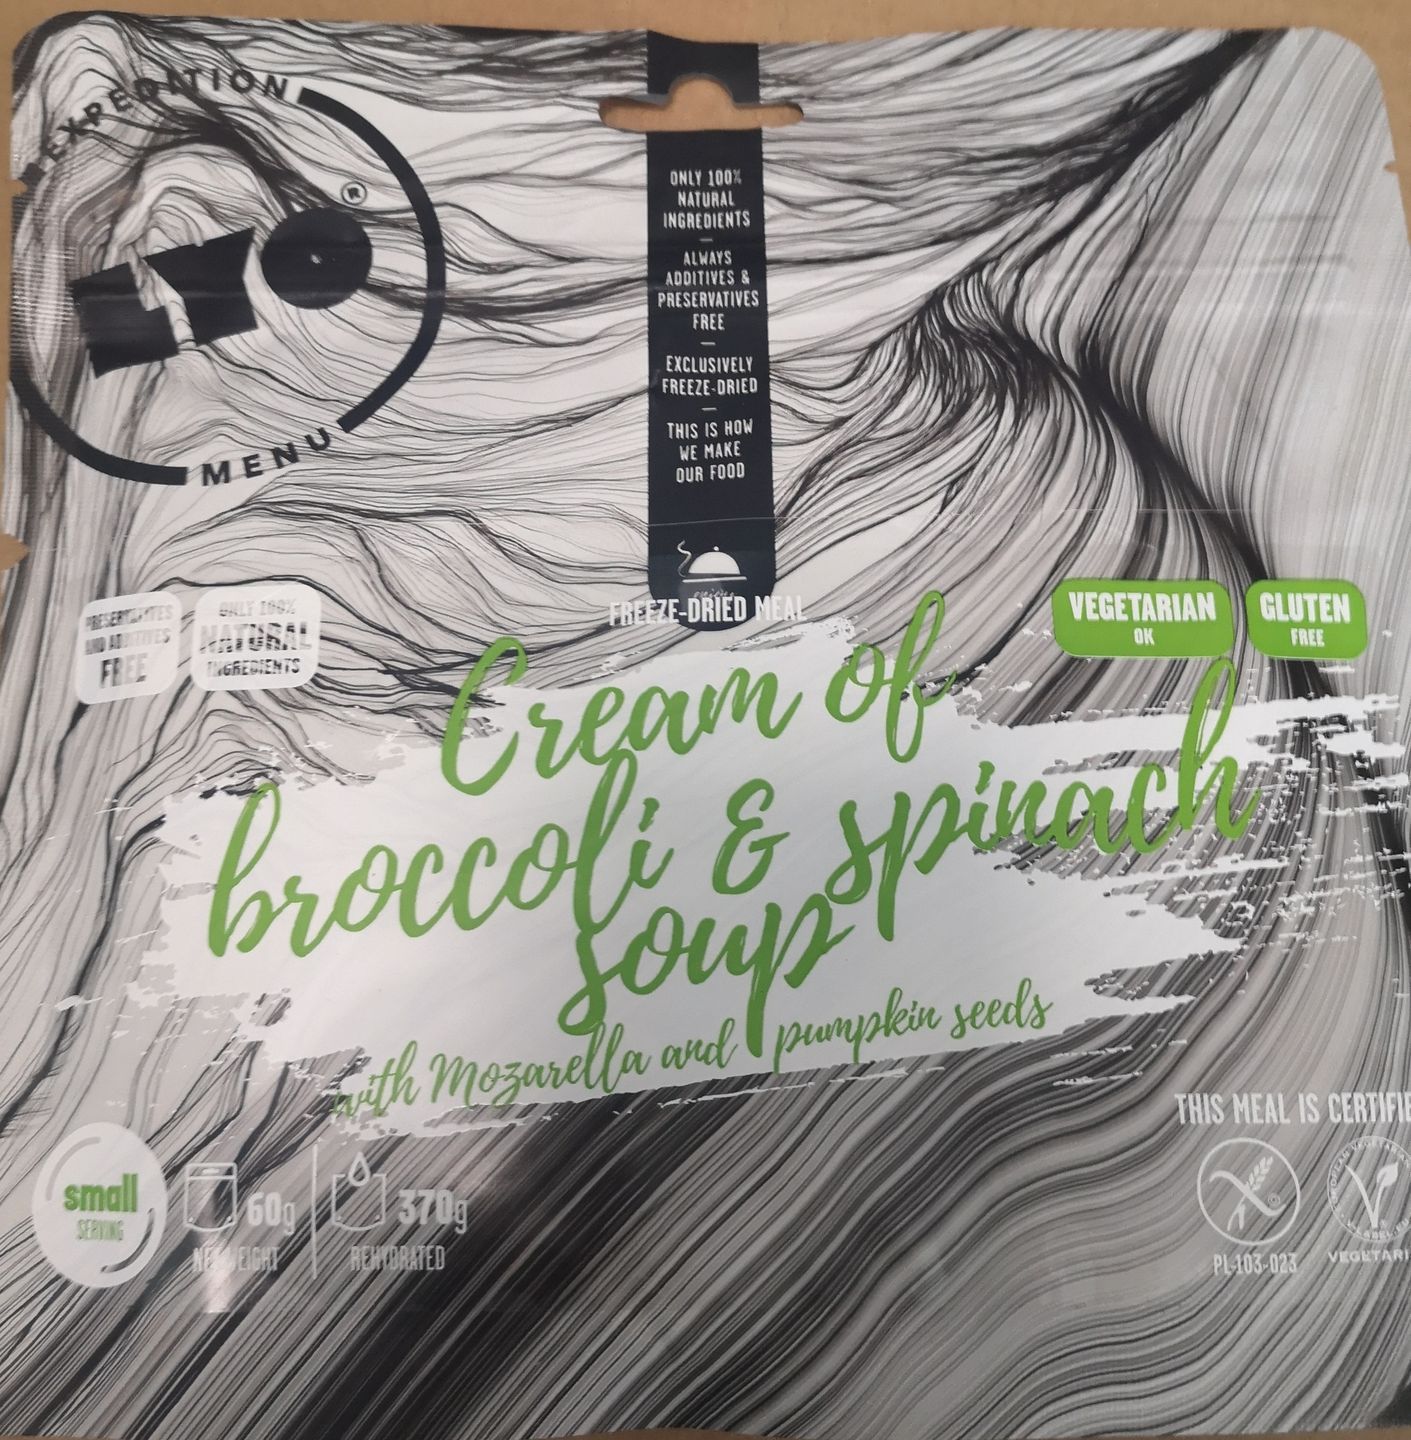 EXPEDITION
LYO®
MENU
ONLY 100%
NATURAL
INGREDIENTS
ALWAYS
ADDITIVES &
PRESERVATIVES
FREE
EXCLUSIVELY
FREEZE-DRIED
THIS IS HOW
WE MAKE
OUR FOOD
FREEZE-DRIED MEAL
PRESERVATIVES
AND ADDITIVES
FREE
ONLY 100%
NATURAL
INGREDIENTS
VEGETARIAN
OK
GLUTEN
FREE
Cream of
broccoli & spinach
soup
with Mozarella and pumpkin seeds
small
SERVING
60g
NET WEIGHT
370g
REHYDRATED
THIS MEAL IS CERTIFIE
PL-103-023
VEGETARI